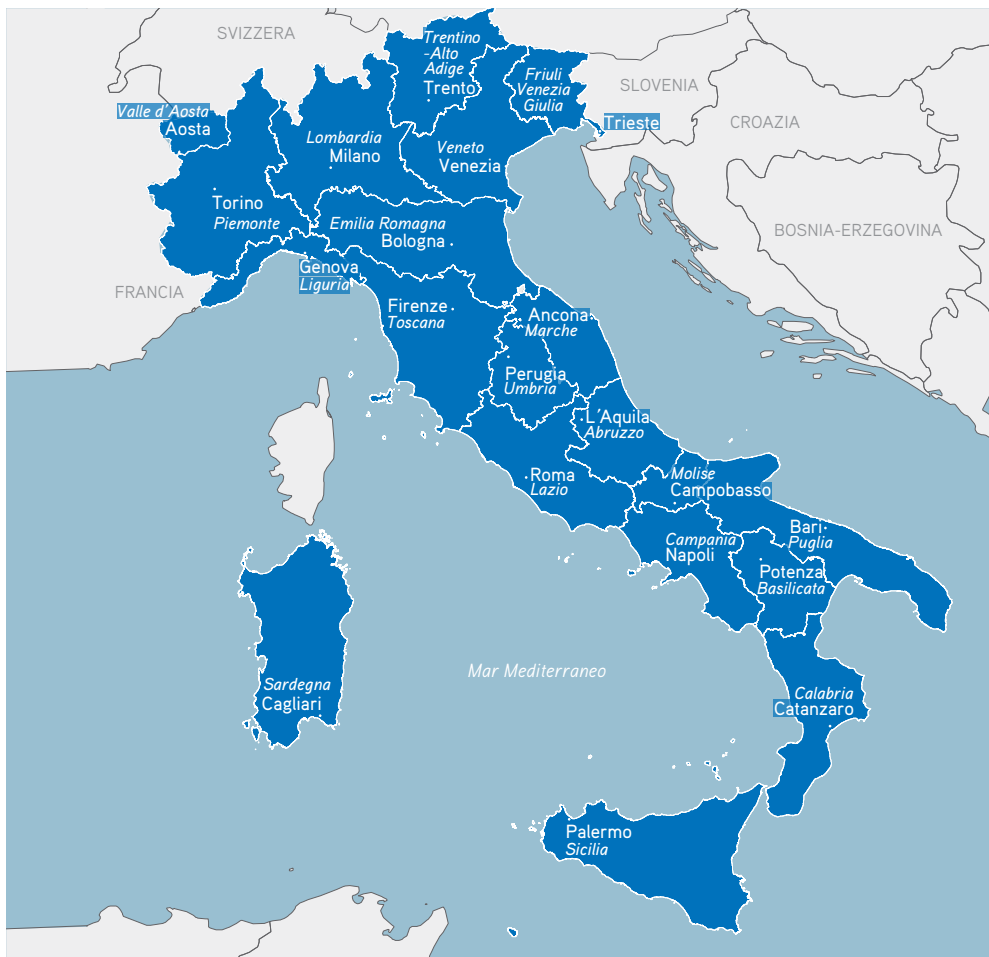 SVIZZERA
Trentino
-Alto
Adige
Trento
Friuli
Venezia
Giulia
SLOVENIA
Valle d'Aosta
Aosta
Trieste
CROAZIA
Lombardia
Milano
Veneto
Venezia
Torino
Piemonte
Emilia Romagna
Bologna
BOSNIA-ERZEGOVINA
Genova
Liguria
FRANCIA
Firenze
Toscana
Ancona
Marche
Perugia
Umbria
L'Aquila
Abruzzo
Roma
Lazio
Molise
Campobasso
Bari
Puglia
Campania
Napoli
Potenza
Basilicata
Mar Mediterraneo
Sardegna
Cagliari
Calabria
Catanzaro
Palermo
Sicilia